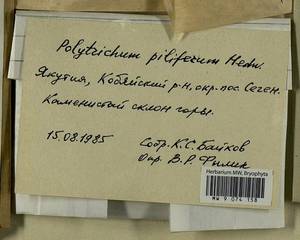 Polytrichum piliferum Hedw.
Якутия, Кобяйский р-н, окр. пос. Сеген.
Каменистый склон горы.
15.08.1985
Собр. К.С. Байков
Опр. В.Р. Филин
Herbarium MW, Bryophyta
MW 9 074 158